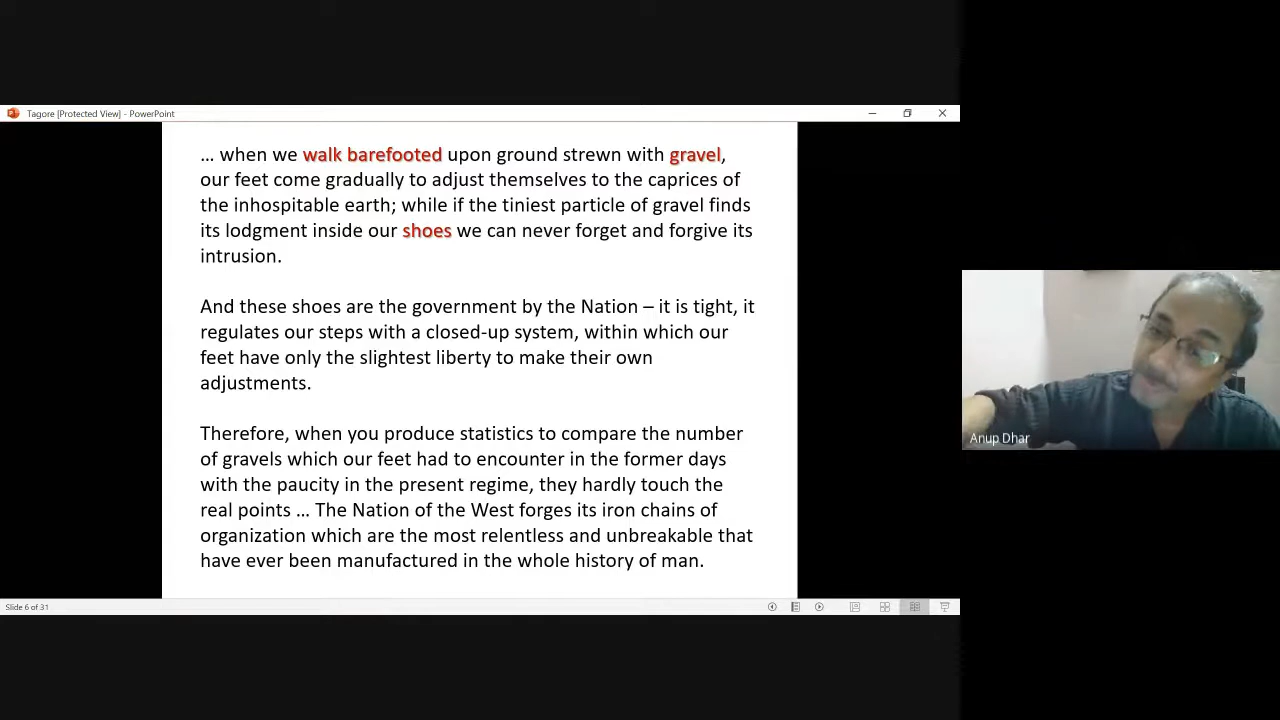 Tagore [Protected View] - PowerPoint
... when we walk barefooted upon ground strewn with gravel,
our feet come gradually to adjust themselves to the caprices of
the inhospitable earth; while if the tiniest particle of gravel finds
its lodgment inside our shoes we can never forget and forgive its
intrusion.
And these shoes are the government by the Nation – it is tight, it
regulates our steps with a closed-up system, within which our
feet have only the slightest liberty to make their own
adjustments.
Therefore, when you produce statistics to compare the number
of gravels which our feet had to encounter in the former days
with the paucity in the present regime, they hardly touch the
real points ... The Nation of the West forges its iron chains of
organization which are the most relentless and unbreakable that
have ever been manufactured in the whole history of man.
Slide 6 of 31
Anup Dhar